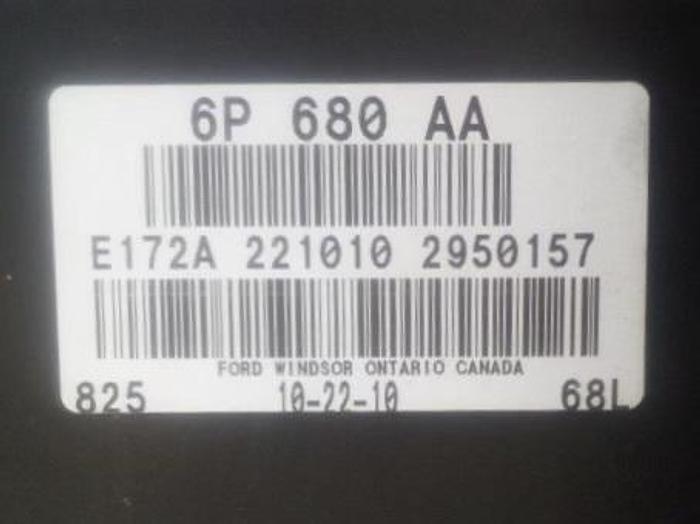 6P 680 AA
E172A 221010 2950157
FORD WINDSOR ONTARIO CANADA
825 10-22-10 68L